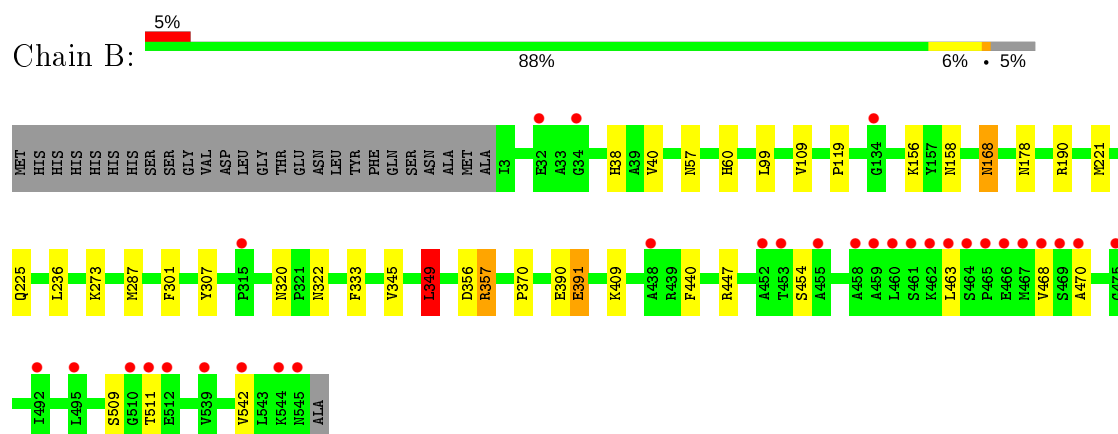 5%
Chain B:
88%
6%
•
5%
MET HIS HIS HIS HIS HIS HIS SER SER GLY VAL ASP LEU GLY THR GLU ASN LEU TYR PHE GLN SER ASN ALA MET ALA I3 E32 A33 G34 H38 A39 V40 N57 H60 L99 V109 P119 G134 K156 Y157 N158 N168 N178 R190 M221
Q225 L236 K273 M287 F301 Y307 P315 N320 P321 N322 F333 V345 L349 D356 R357 P370 E390 E391 K409 A438 R439 F440 R447 A452 T453 S454 A455 A458 A459 L460 S461 K462 L463 S464 P465 E466 M467 V468 S469 A470
I492 L495 S509 G510 T511 E512 V539 V542 L543 K544 N545 ALA